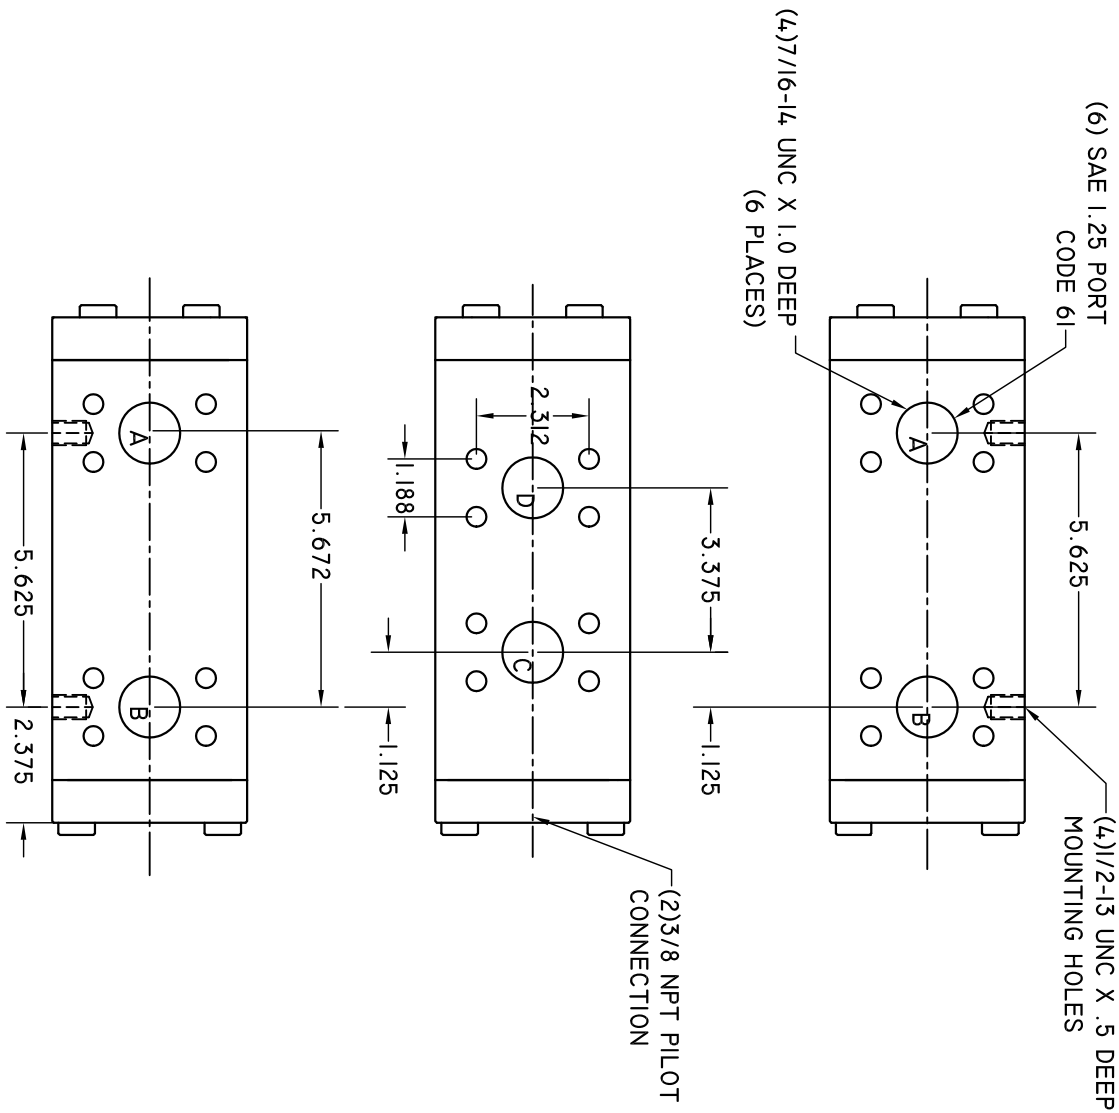 (6) SAE 1.25 PORT
CODE 61
(4)7/16-14 UNC X 1.0 DEEP
(6 PLACES)
(4)1/2-13 UNC X .5 DEEP
MOUNTING HOLES
5.625
A
B
1.125
3.375
2.312
1.188
D
C
1.125
(2)3/8 NPT PILOT
CONNECTION
5.672
A
B
5.625
2.375